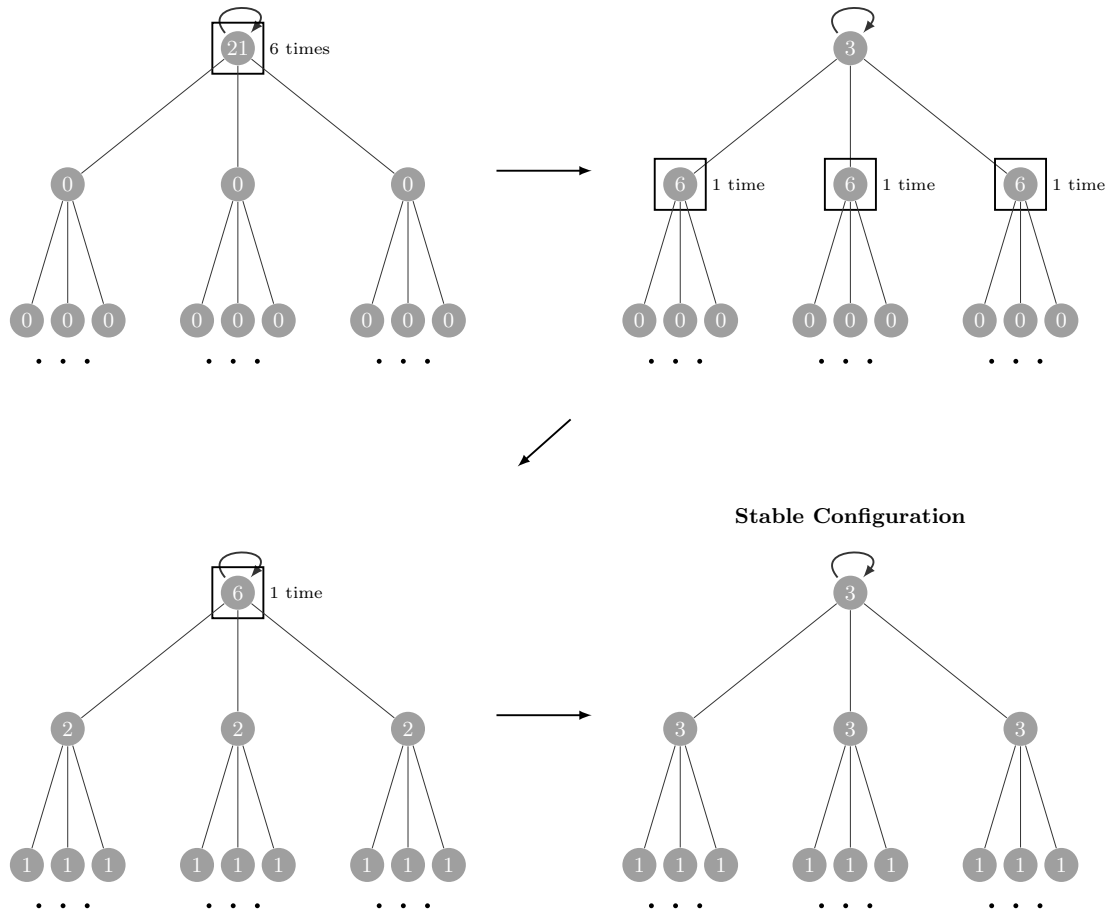 21 6 times
0 0 0
0 0 0 0 0 0 0 0 0
. . . . . . . . .
3
6 1 time 6 1 time 6 1 time
0 0 0 0 0 0 0 0 0
. . . . . . . . .
6 1 time
2 2 2
1 1 1 1 1 1 1 1 1
. . . . . . . . .
Stable Configuration
3
3 3 3
1 1 1 1 1 1 1 1 1
. . . . . . . . .